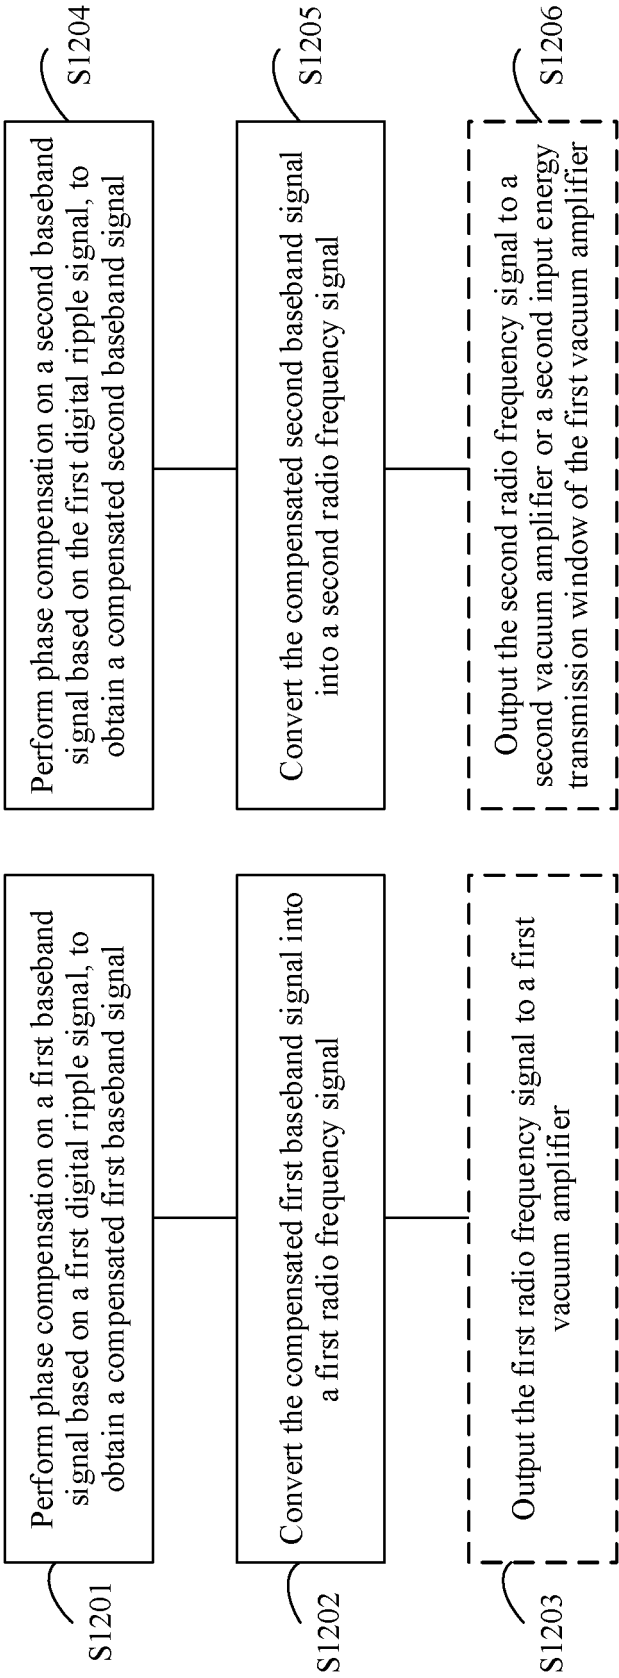 S1201
Perform phase compensation on a first baseband
signal based on a first digital ripple signal, to
obtain a compensated first baseband signal
S1202
Convert the compensated first baseband signal into
a first radio frequency signal
S1203
Output the first radio frequency signal to a first
vacuum amplifier
S1204
Perform phase compensation on a second baseband
signal based on the first digital ripple signal, to
obtain a compensated second baseband signal
S1205
Convert the compensated second baseband signal
into a second radio frequency signal
S1206
Output the second radio frequency signal to a
second vacuum amplifier or a second input energy
transmission window of the first vacuum amplifier